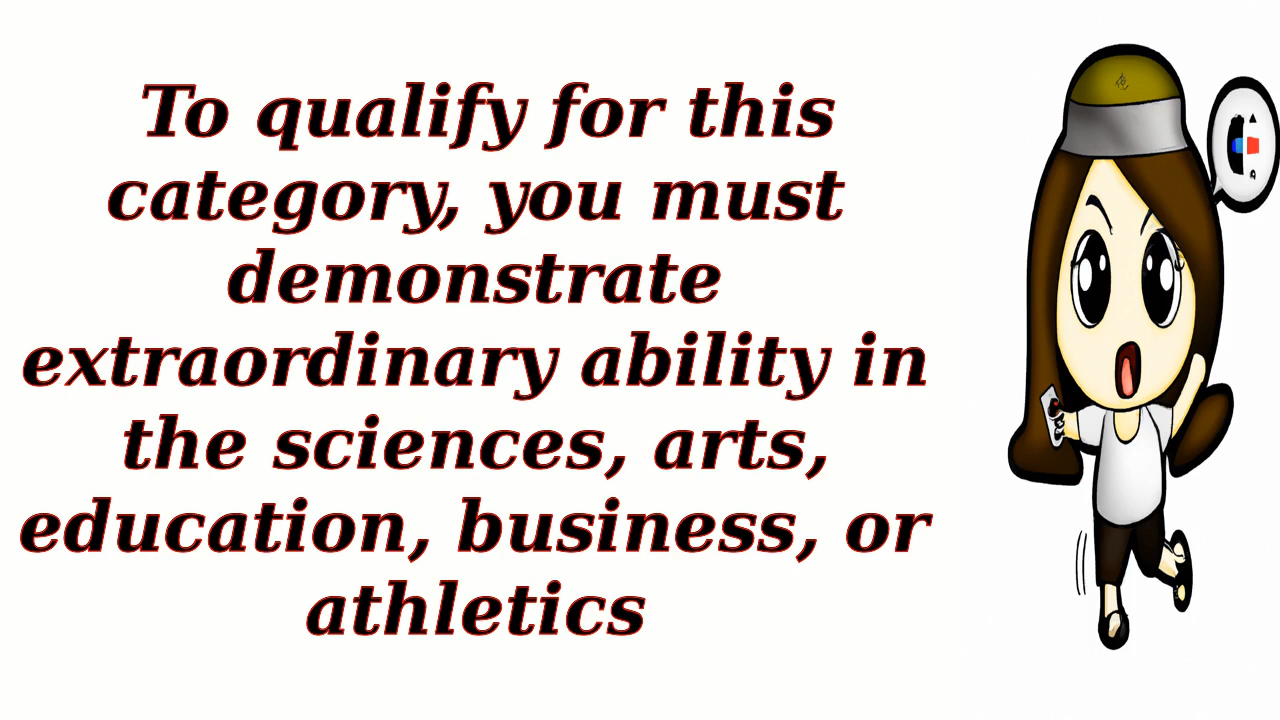 To qualify for this
category, you must
demonstrate
extraordinary ability in
the sciences, arts,
education, business, or
athletics